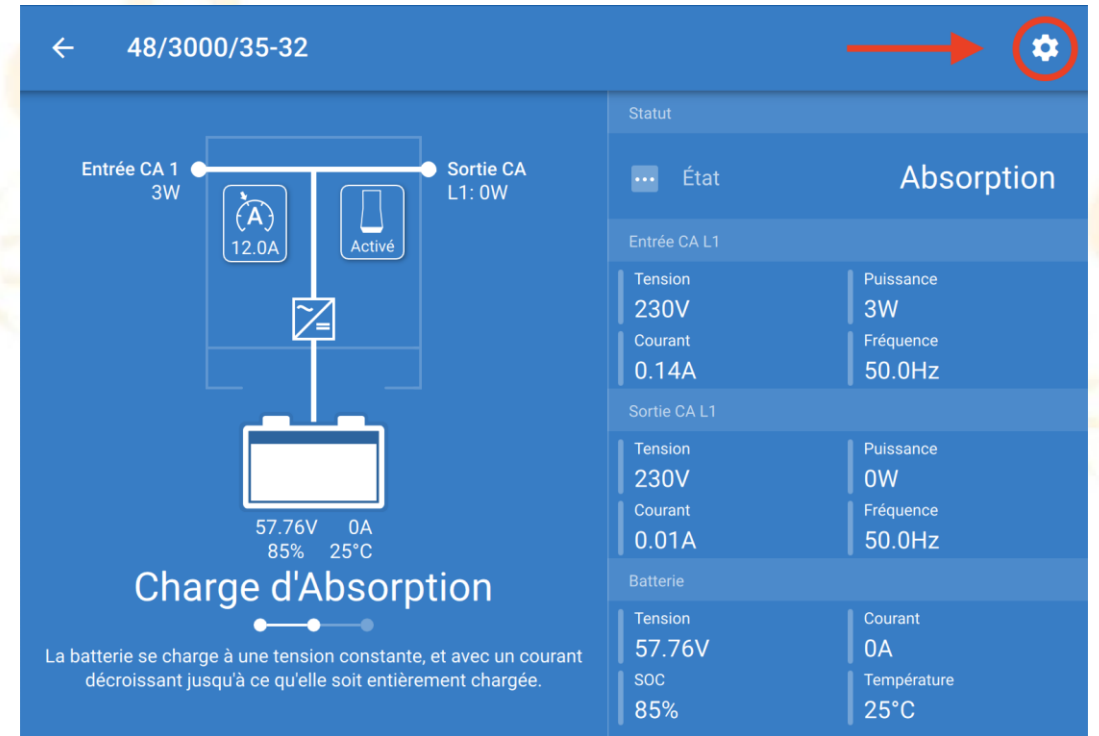 48/3000/35-32
Entrée CA 1
3W
Sortie CA
L1: 0W
A
12.0A
Activé
57.76V 0A
85% 25°C
Charge d'Absorption
La batterie se charge à une tension constante, et avec un courant
décroissant jusqu'à ce qu'elle soit entièrement chargée.
Statut
État Absorption
Entrée CA L1
Tension Puissance
230V 3W
Courant Fréquence
0.14A 50.0Hz
Sortie CA L1
Tension Puissance
230V 0W
Courant Fréquence
0.01A 50.0Hz
Batterie
Tension Courant
57.76V 0A
SOC Température
85% 25°C